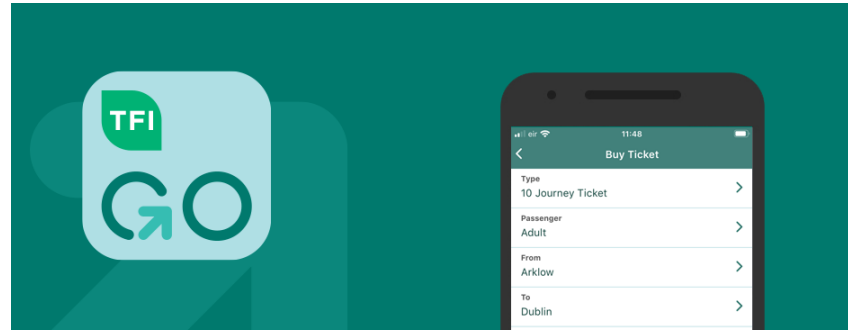 TFI
GO
eir
11:48
Buy Ticket
Type
10 Journey Ticket
Passenger
Adult
From
Arklow
To
Dublin